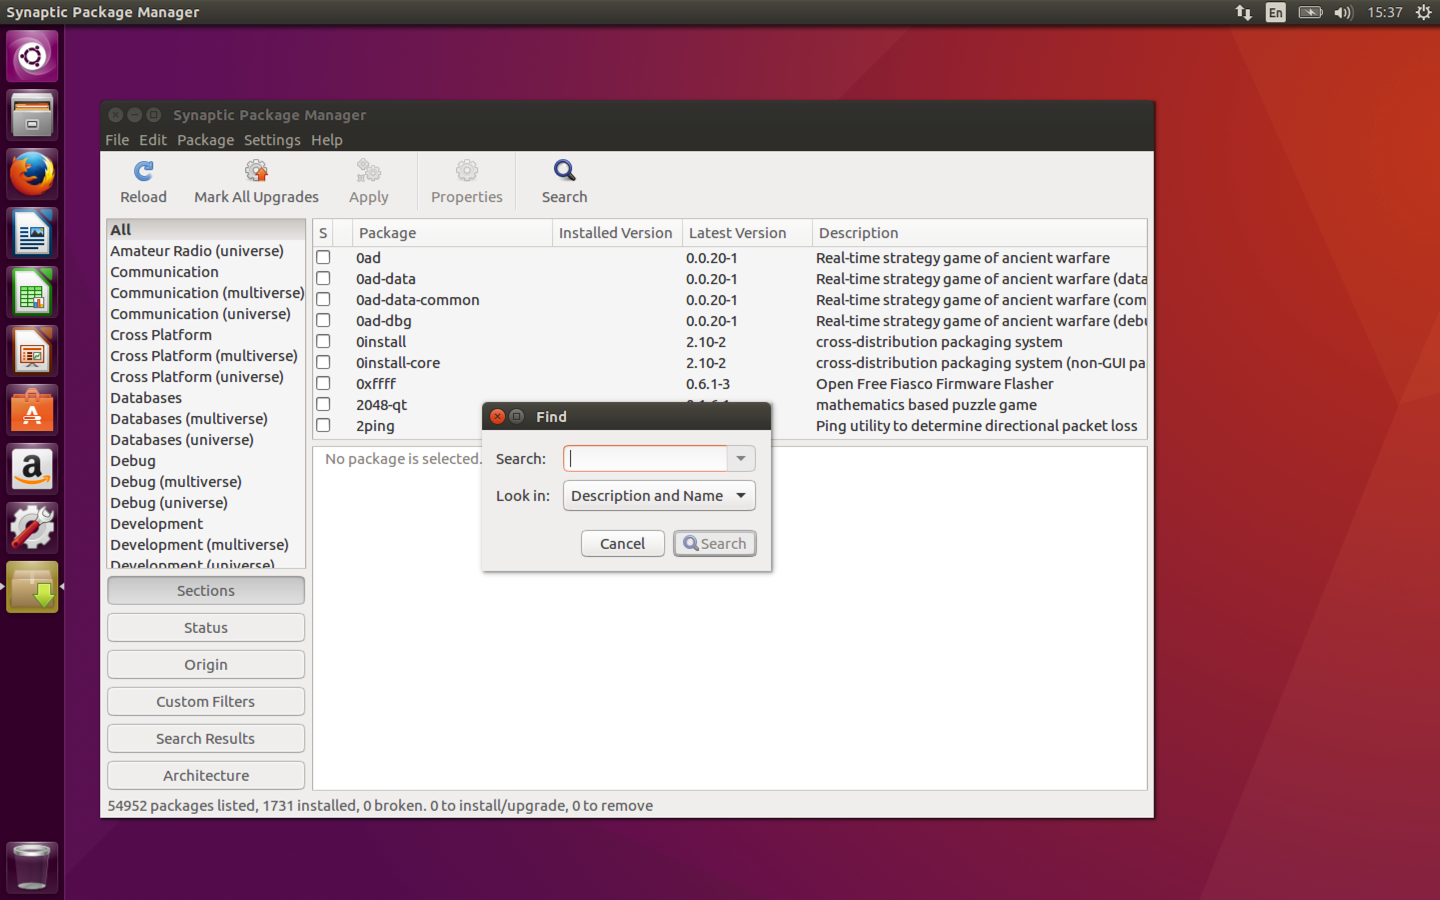 Synaptic Package Manager
En
15:37
Synaptic Package Manager
File Edit Package Settings Help
Reload Mark All Upgrades Apply Properties Search
All
Amateur Radio (universe)
Communication
Communication (multiverse)
Communication (universe)
Cross Platform
Cross Platform (multiverse)
Cross Platform (universe)
Databases
Databases (multiverse)
Databases (universe)
Debug
Debug (multiverse)
Debug (universe)
Development
Development (multiverse)
Development (universe)
Sections
Status
Origin
Custom Filters
Search Results
Architecture
S Package Installed Version Latest Version Description
0ad 0.0.20-1 Real-time strategy game of ancient warfare
0ad-data 0.0.20-1 Real-time strategy game of ancient warfare (data
0ad-data-common 0.0.20-1 Real-time strategy game of ancient warfare (com
0ad-dbg 0.0.20-1 Real-time strategy game of ancient warfare (debu
0install 2.10-2 cross-distribution packaging system
0install-core 2.10-2 cross-distribution packaging system (non-GUI pa
0xffff 0.6.1-3 Open Free Fiasco Firmware Flasher
2048-qt mathematics based puzzle game
2ping Ping utility to determine directional packet loss
No package is selected.
Find
Search:
Look in: Description and Name
Cancel Search
54952 packages listed, 1731 installed, 0 broken. 0 to install/upgrade, 0 to remove